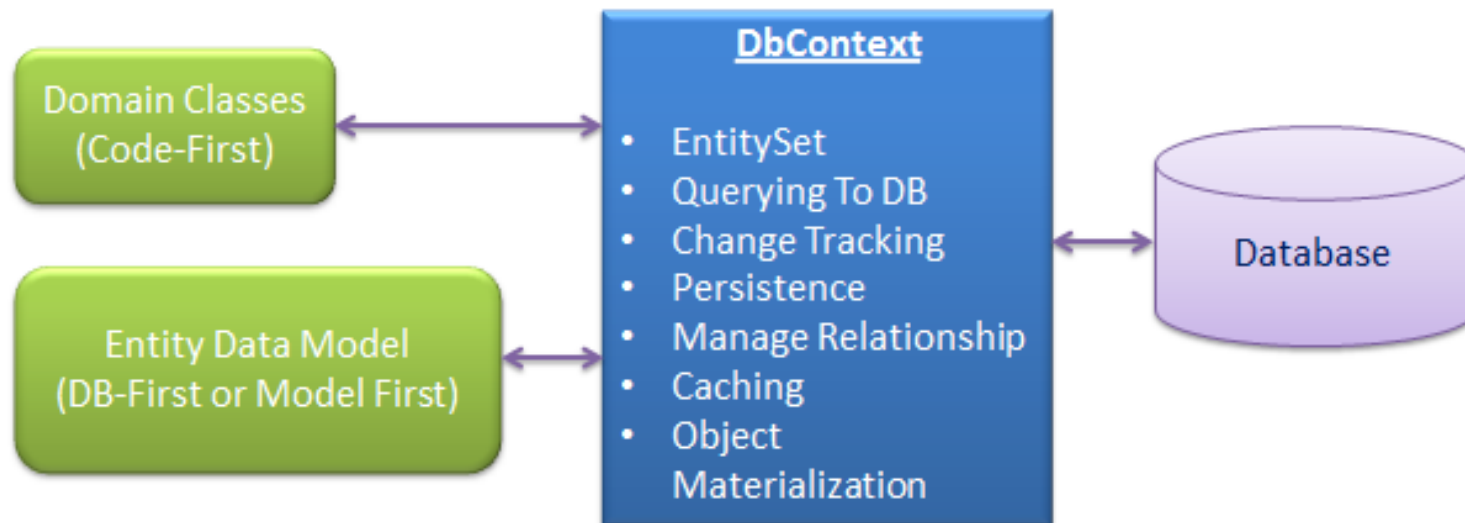 Domain Classes
(Code-First)
Entity Data Model
(DB-First or Model First)
DbContext
• EntitySet
• Querying To DB
• Change Tracking
• Persistence
• Manage Relationship
• Caching
• Object
Materialization
Database